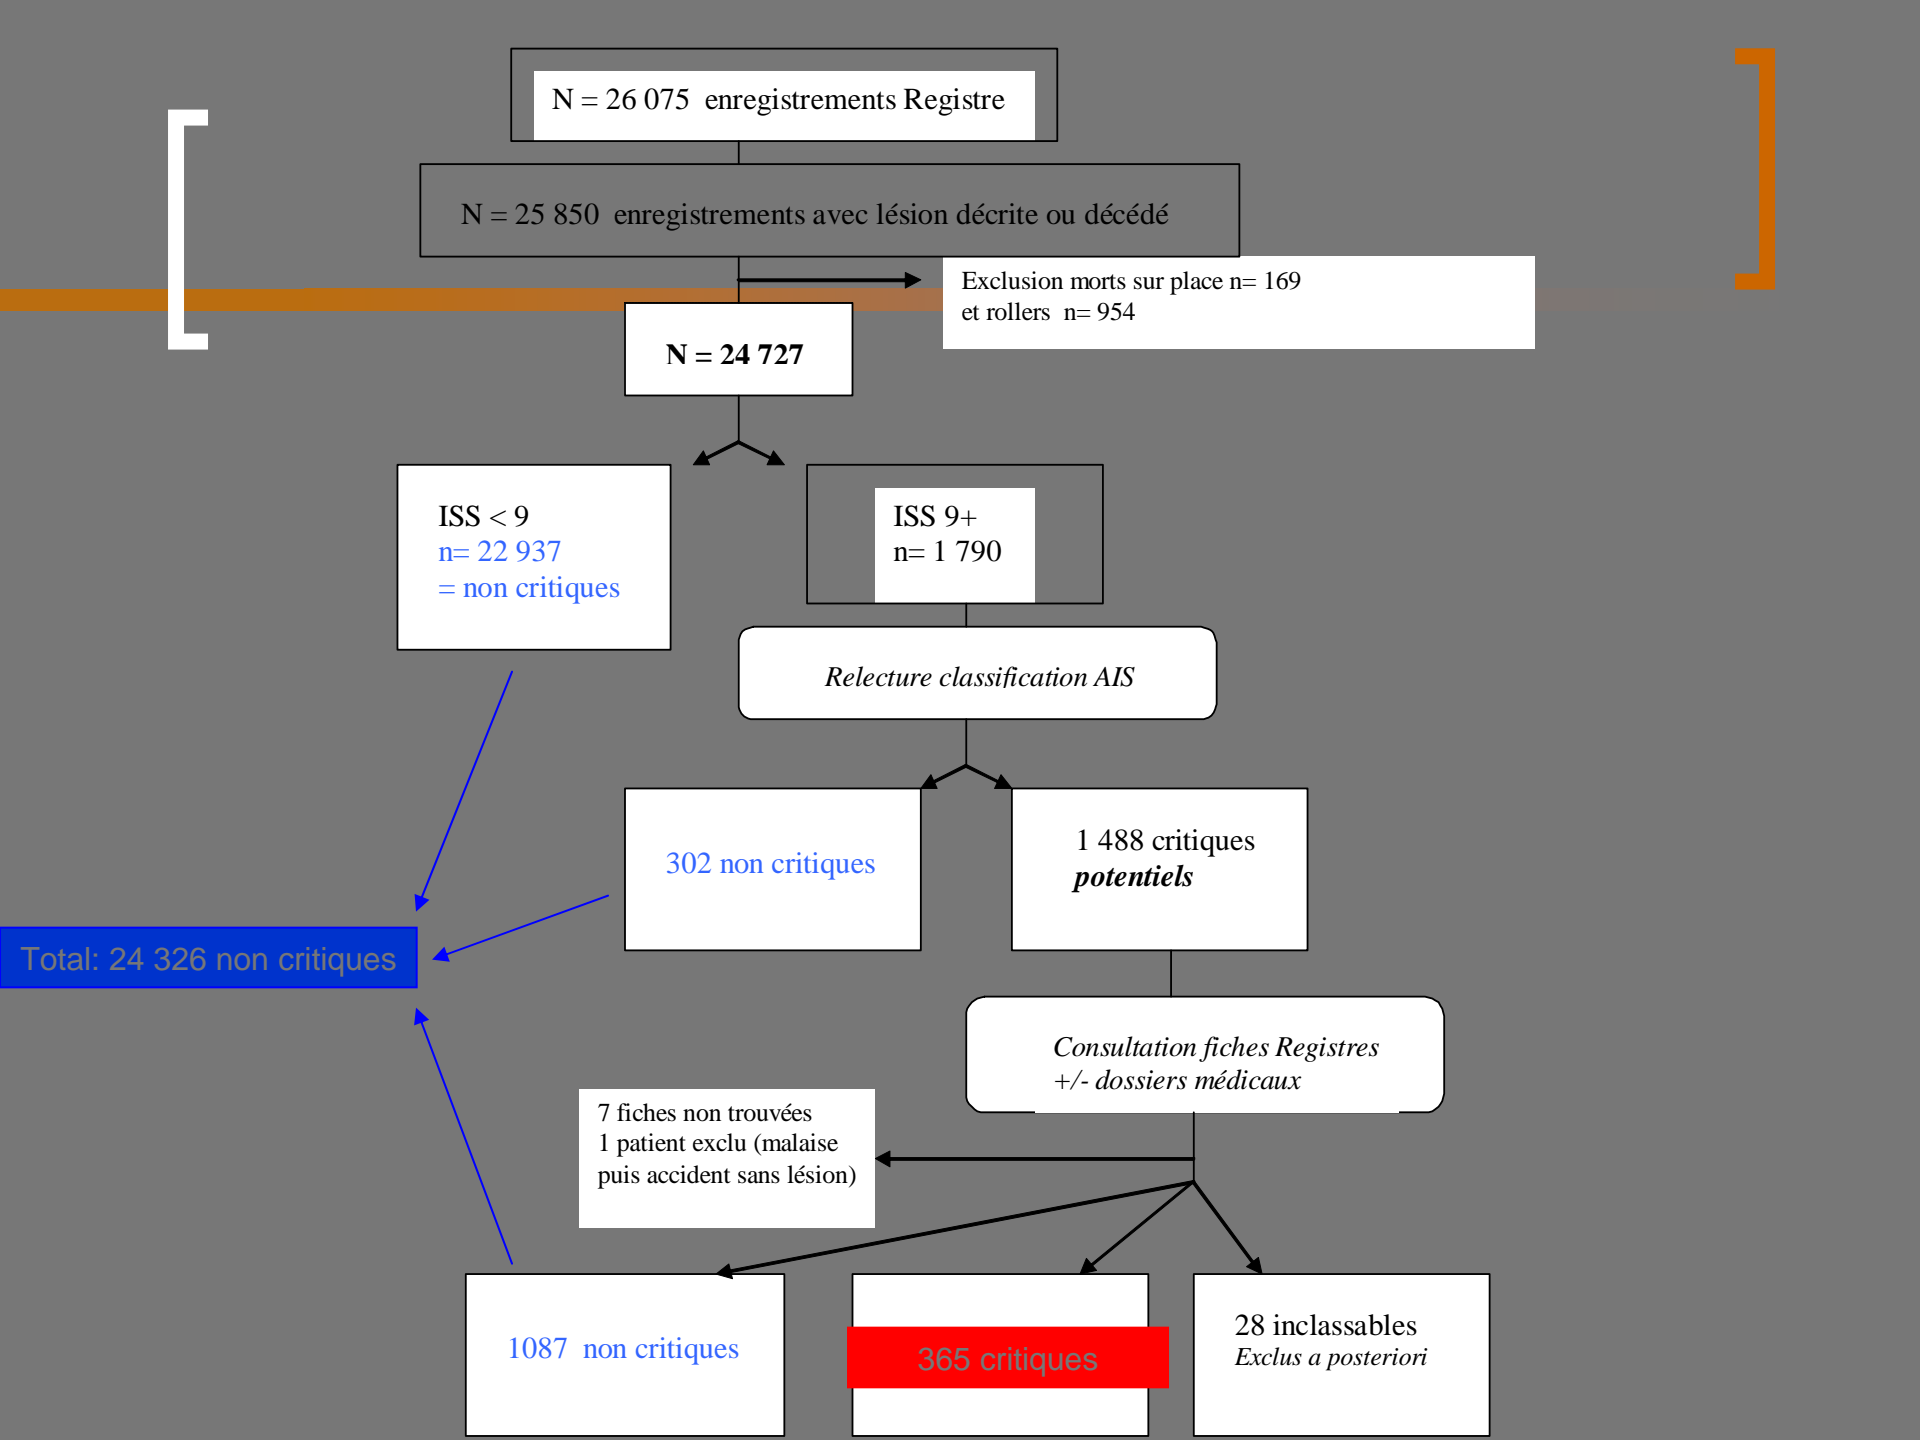 N = 26 075 enregistrements Registre
N = 25 850 enregistrements avec lésion décrite ou décédé
Exclusion morts sur place n= 169
et rollers n= 954
N = 24 727
ISS < 9
n= 22 937
= non critiques
ISS 9+
n= 1 790
Relecture classification AIS
302 non critiques
1 488 critiques
potentiels
Total: 24 326 non critiques
Consultation fiches Registres
+/- dossiers médicaux
7 fiches non trouvées
1 patient exclu (malaise
puis accident sans lésion)
1087 non critiques
365 critiques
28 inclassables
Exclus a posteriori